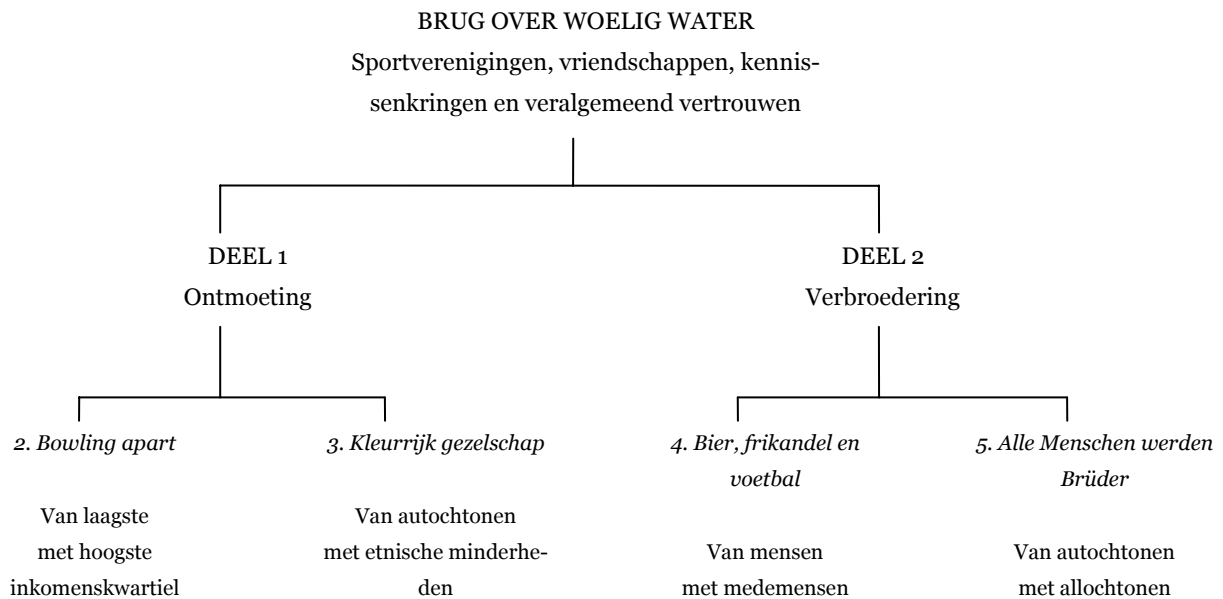 BRUG OVER WOELIG WATER
Sportverenigingen, vriendschappen, kennis-
senkringen en veralgemeend vertrouwen
DEEL 1
Ontmoeting
DEEL 2
Verbroedering
2. Bowling apart
Van laagste
met hoogste
inkomenskwartiel
3. Kleurrijk gezelschap
Van autochtonen
met etnische minderhe-
den
4. Bier, frikandel en
voetbal
Van mensen
met medemensen
5. Alle Menschen werden
Brüder
Van autochtonen
met allochtonen